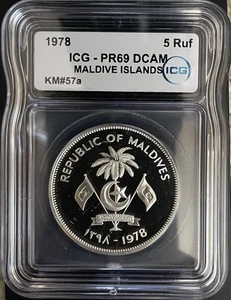 1978 5 Ruf
ICG - PR69 DCAM
MALDIVE ISLANDS ICG
KM#57a
REPUBLIC OF MALDIVES
١٣٩٨ - 1978